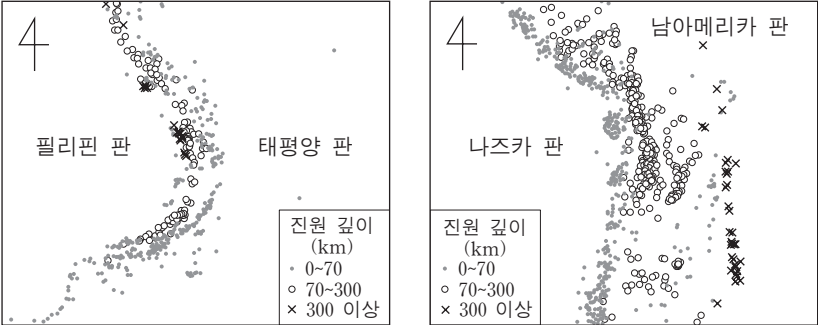 필리핀 판
태평양 판
진원 깊이
(km)
0~70
70~300
300 이상
남아메리카 판
나즈카 판
진원 깊이
(km)
0~70
70~300
300 이상